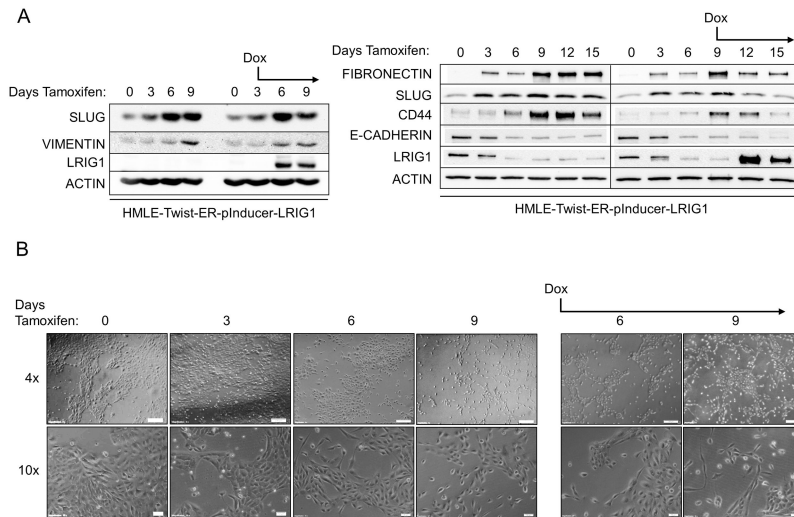 A
Dox
Days Tamoxifen: 0 3 6 9 0 3 6 9
SLUG
VIMENTIN
LRIG1
ACTIN
HMLE-Twist-ER-pInducer-LRIG1
Dox
Days Tamoxifen: 0 3 6 9 12 15 0 3 6 9 12 15
FIBRONECTIN
SLUG
CD44
E-CADHERIN
LRIG1
ACTIN
HMLE-Twist-ER-pInducer-LRIG1
B
Dox
Days
Tamoxifen: 0 3 6 9 6 9
4x
10x